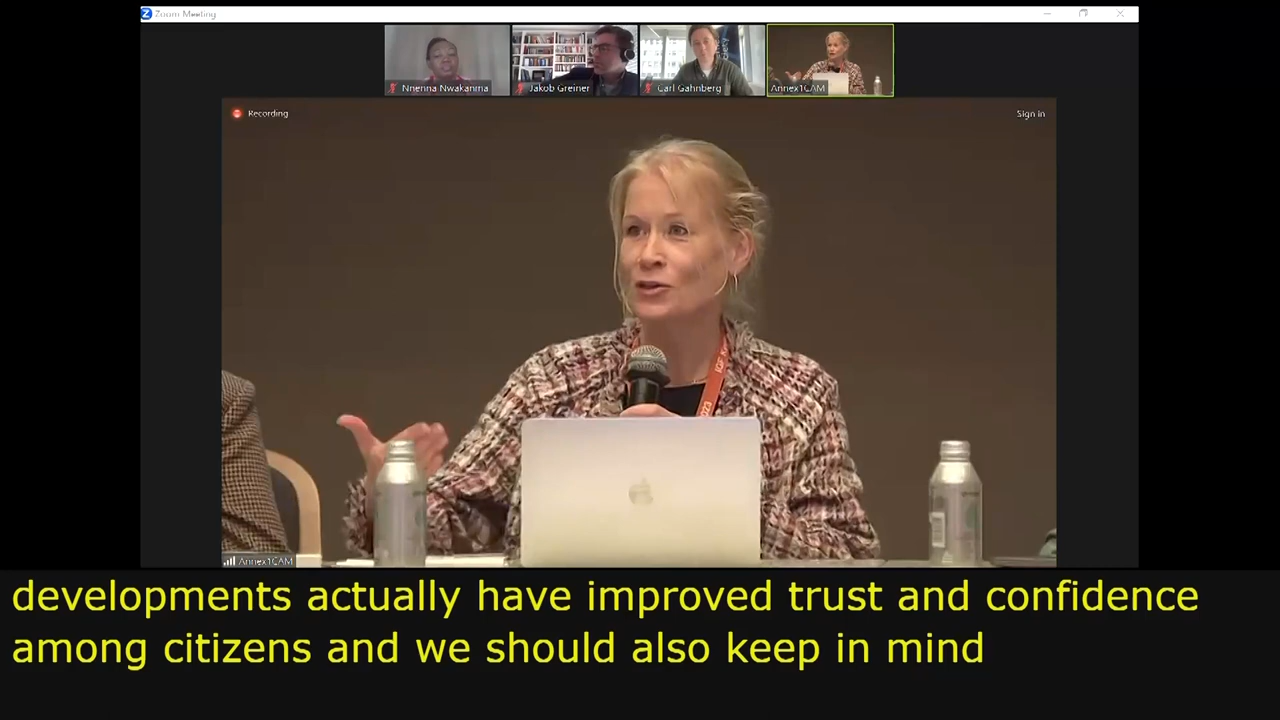 Zoom Meeting
Nnenna Nwakanma
Jakob Greiner
Carl Gahnberg
Annex1CAM
Recording
Sign in
2023
Annex1CAM
developments actually have improved trust and confidence
among citizens and we should also keep in mind